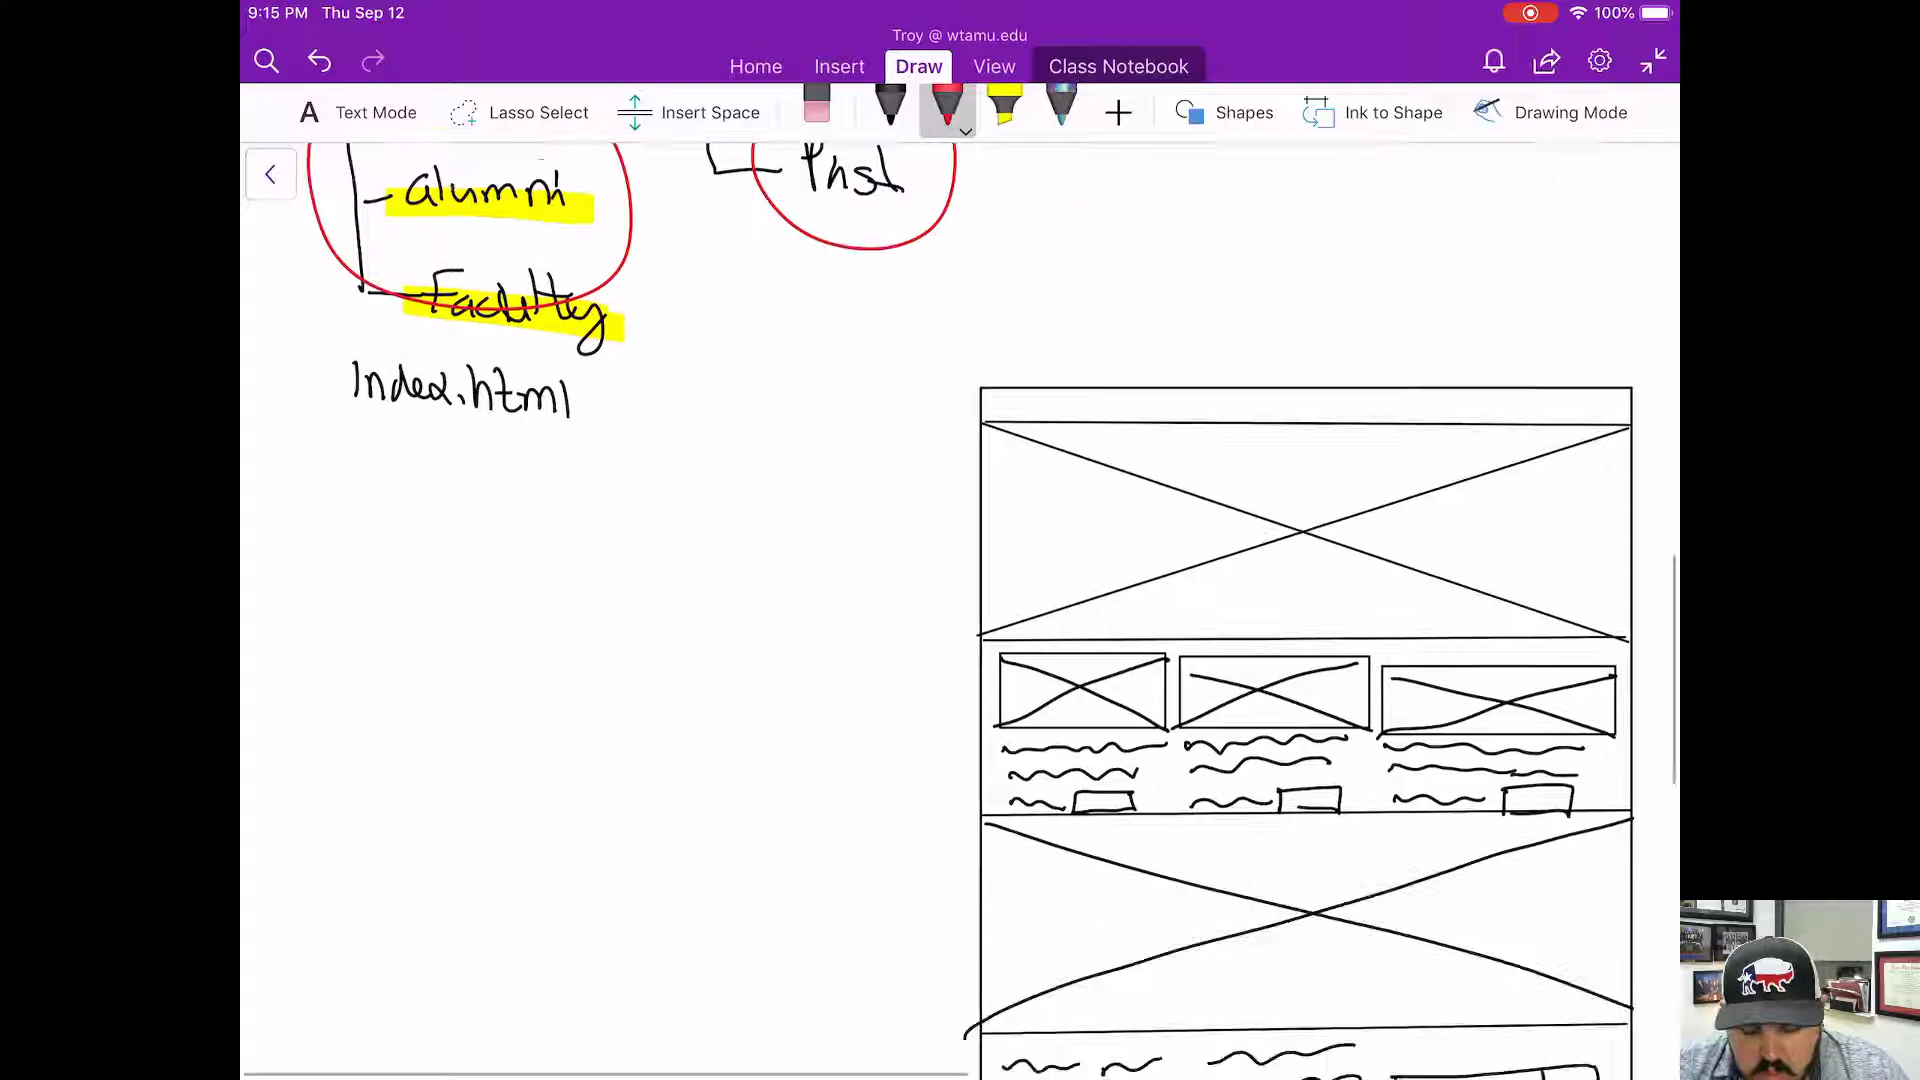 9:15 PM Thu Sep 12
100%
Troy @ wtamu.edu
Home Insert Draw View Class Notebook
A Text Mode Lasso Select Insert Space Shapes Ink to Shape Drawing Mode
alumni
Faculty
Index.html